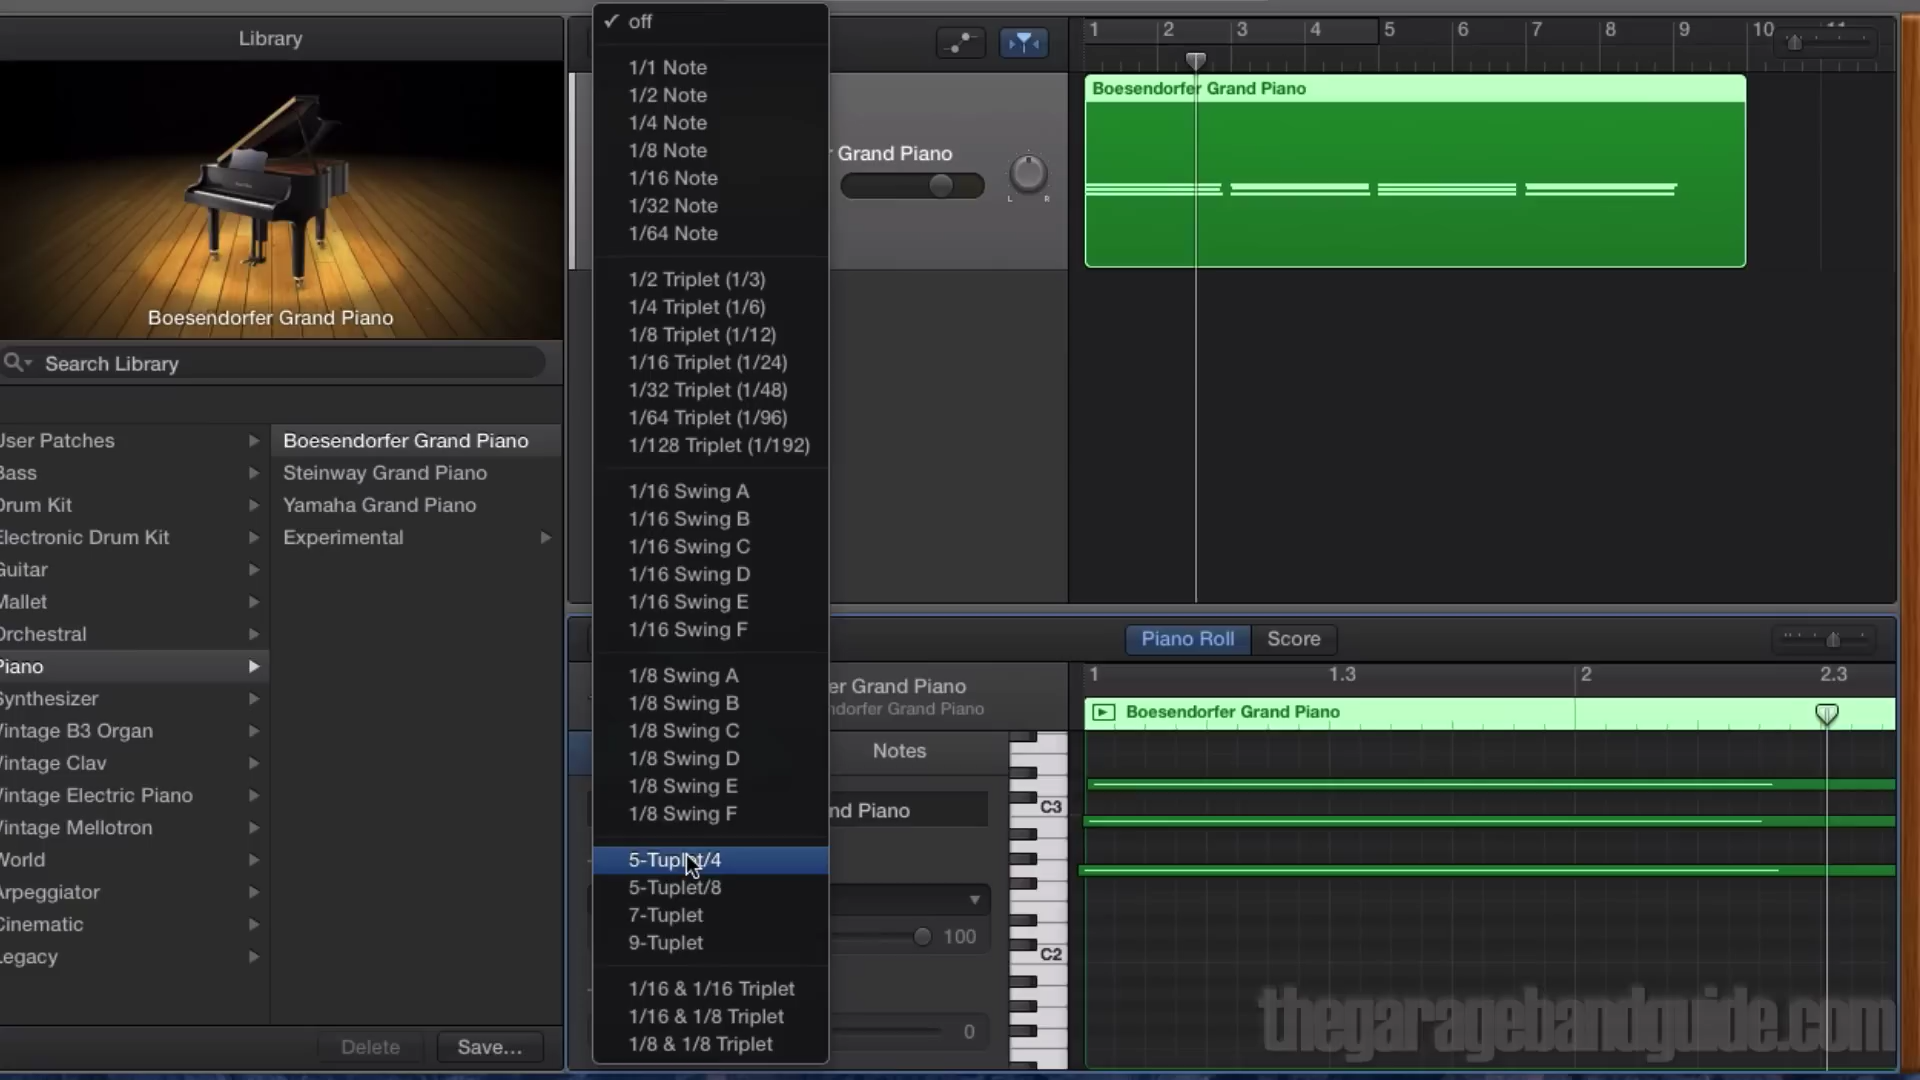 Library
Boesendorfer Grand Piano
Search Library
User Patches
Bass
Drum Kit
Electronic Drum Kit
Guitar
Mallet
Orchestral
Piano
Synthesizer
Vintage B3 Organ
Vintage Clav
Vintage Electric Piano
Vintage Mellotron
World
Arpeggiator
Cinematic
Legacy
Boesendorfer Grand Piano
Steinway Grand Piano
Yamaha Grand Piano
Experimental
Delete
Save...
✓ off
1/1 Note
1/2 Note
1/4 Note
1/8 Note
1/16 Note
1/32 Note
1/64 Note
1/2 Triplet (1/3)
1/4 Triplet (1/6)
1/8 Triplet (1/12)
1/16 Triplet (1/24)
1/32 Triplet (1/48)
1/64 Triplet (1/96)
1/128 Triplet (1/192)
1/16 Swing A
1/16 Swing B
1/16 Swing C
1/16 Swing D
1/16 Swing E
1/16 Swing F
1/8 Swing A
1/8 Swing B
1/8 Swing C
1/8 Swing D
1/8 Swing E
1/8 Swing F
5-Tuplet/4
5-Tuplet/8
7-Tuplet
9-Tuplet
1/16 & 1/16 Triplet
1/16 & 1/8 Triplet
1/8 & 1/8 Triplet
Grand Piano
L R
1 2 3 4 5 6 7 8 9 10 11
Boesendorfer Grand Piano
Piano Roll Score
er Grand Piano
ndorfer Grand Piano
Notes
nd Piano
100
0
1 1.3 2 2.3
Boesendorfer Grand Piano
C3
C2
thegaragebandguide.com